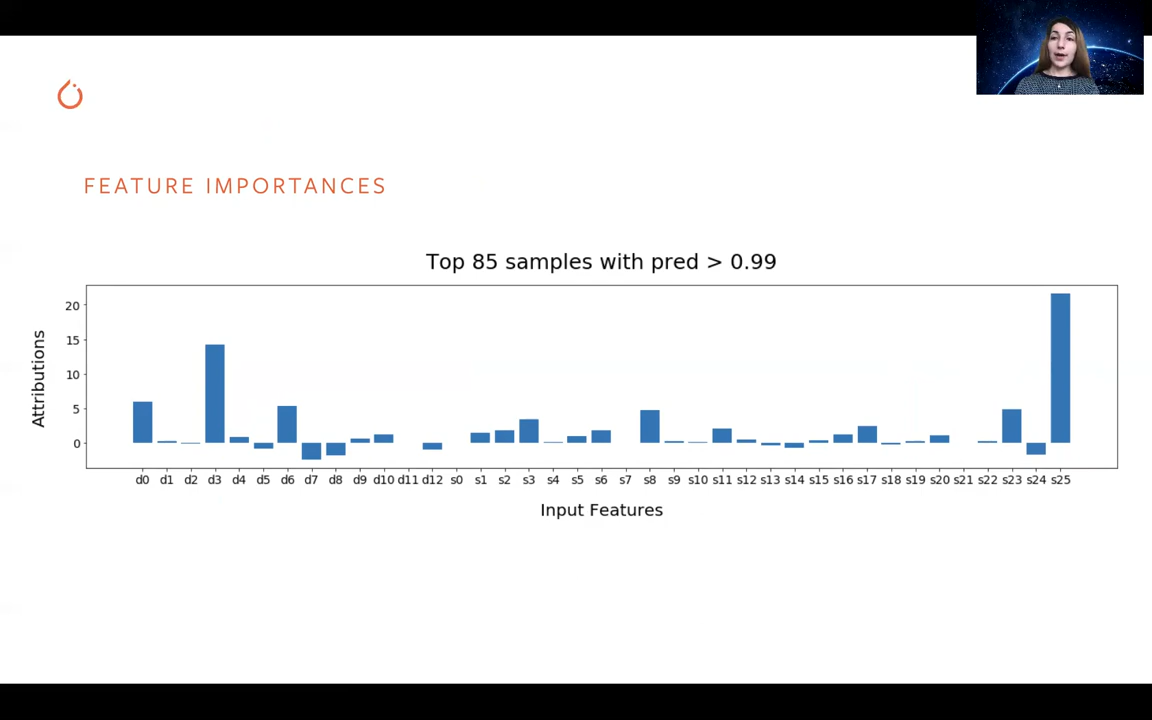 FEATURE IMPORTANCES
Top 85 samples with pred > 0.99
Attributions
20
15
10
5
0
d0 d1 d2 d3 d4 d5 d6 d7 d8 d9 d10 d11 d12 s0 s1 s2 s3 s4 s5 s6 s7 s8 s9 s10 s11 s12 s13 s14 s15 s16 s17 s18 s19 s20 s21 s22 s23 s24 s25
Input Features